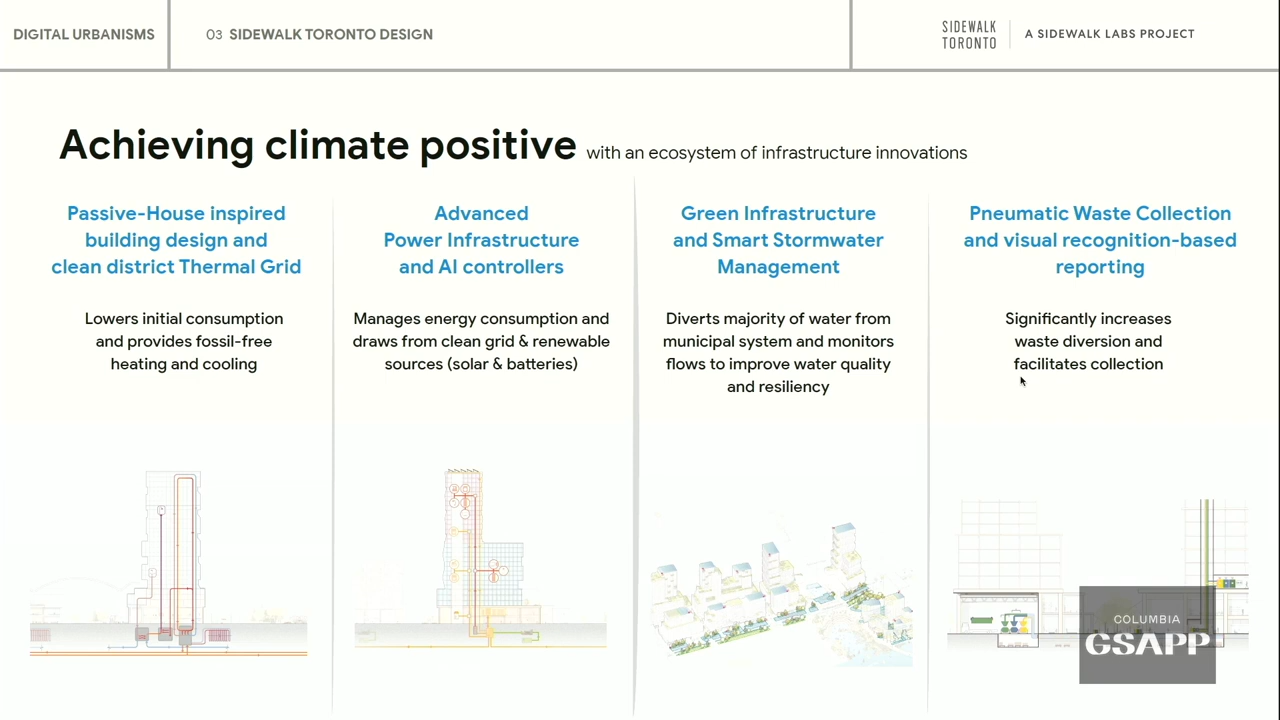 DIGITAL URBANISMS
03 SIDEWALK TORONTO DESIGN
SIDEWALK
TORONTO
A SIDEWALK LABS PROJECT
Achieving climate positive with an ecosystem of infrastructure innovations
Passive-House inspired
building design and
clean district Thermal Grid
Lowers initial consumption
and provides fossil-free
heating and cooling
Advanced
Power Infrastructure
and AI controllers
Manages energy consumption and
draws from clean grid & renewable
sources (solar & batteries)
Green Infrastructure
and Smart Stormwater
Management
Diverts majority of water from
municipal system and monitors
flows to improve water quality
and resiliency
Pneumatic Waste Collection
and visual recognition-based
reporting
Significantly increases
waste diversion and
facilitates collection
COLUMBIA
GSAPP